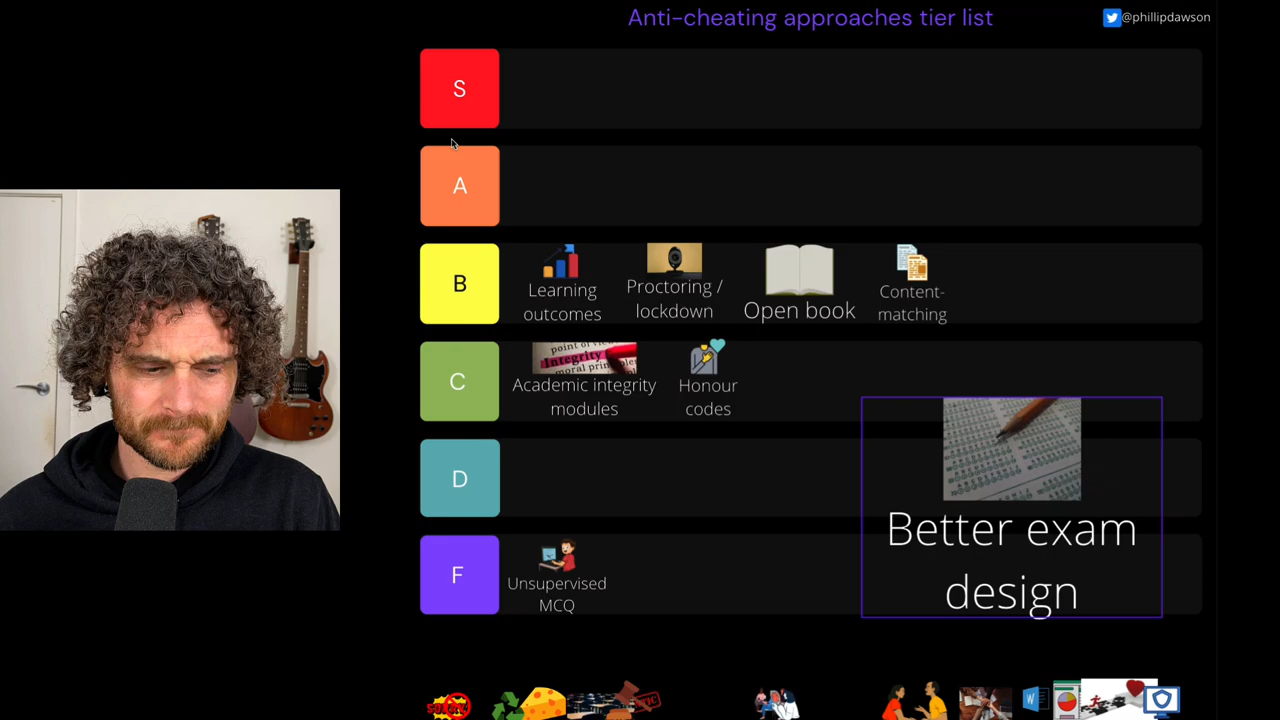 Anti-cheating approaches tier list
@phillipdawson
S
A
B
Learning
outcomes
Proctoring /
lockdown
Open book
Content-
matching
C
Integrity
Academic integrity
modules
Honour
codes
D
Better exam
design
F
Unsupervised
MCQ
W